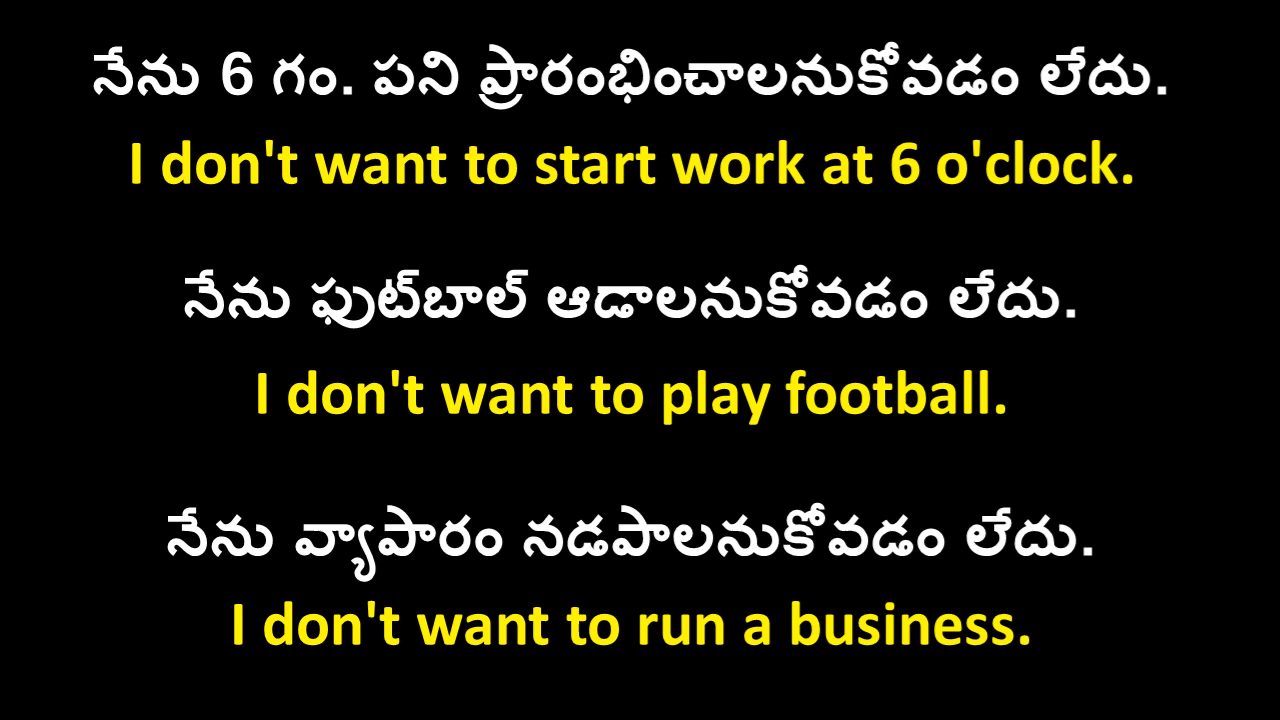 నేను 6 గం. పని ప్రారంభించాలనుకోవడం లేదు.
I don't want to start work at 6 o'clock.
నేను ఫుట్‌బాల్ ఆడాలనుకోవడం లేదు.
I don't want to play football.
నేను వ్యాపారం నడపాలనుకోవడం లేదు.
I don't want to run a business.